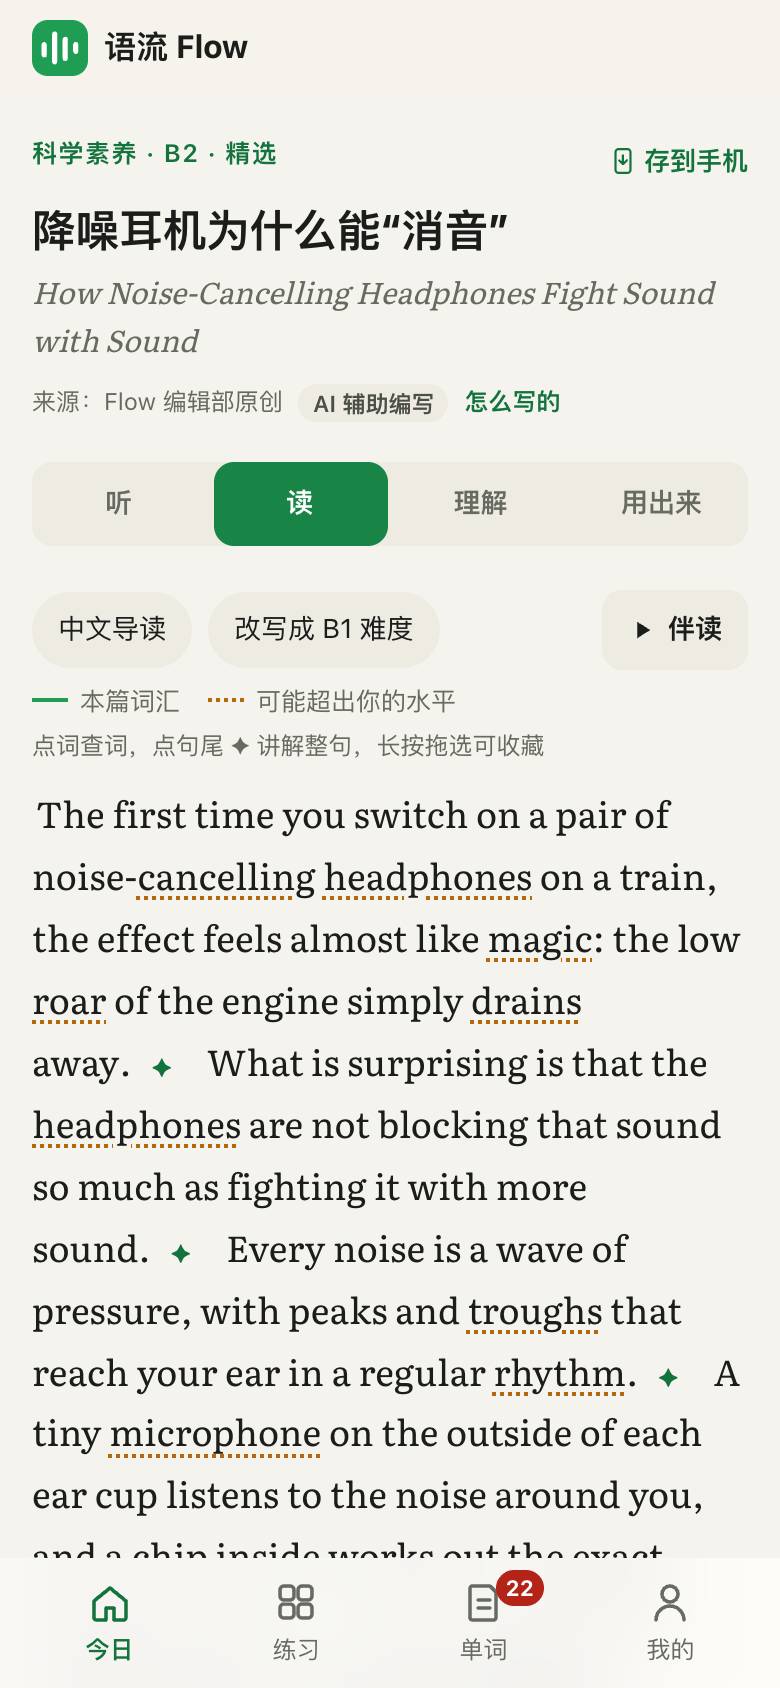 语流 Flow
科学素养 · B2 · 精选
存到手机
降噪耳机为什么能“消音”
How Noise-Cancelling Headphones Fight Sound
with Sound
来源：Flow 编辑部原创 AI 辅助编写 怎么写的
听 读 理解 用出来
中文导读 改写成 B1 难度 伴读
本篇词汇 可能超出你的水平
点词查词，点句尾 ✦ 讲解整句，长按拖选可收藏
The first time you switch on a pair of
noise-cancelling headphones on a train,
the effect feels almost like magic: the low
roar of the engine simply drains
away. ✦ What is surprising is that the
headphones are not blocking that sound
so much as fighting it with more
sound. ✦ Every noise is a wave of
pressure, with peaks and troughs that
reach your ear in a regular rhythm. ✦ A
tiny microphone on the outside of each
ear cup listens to the noise around you,
and a chip inside works out the exact
22
今日 练习 单词 我的